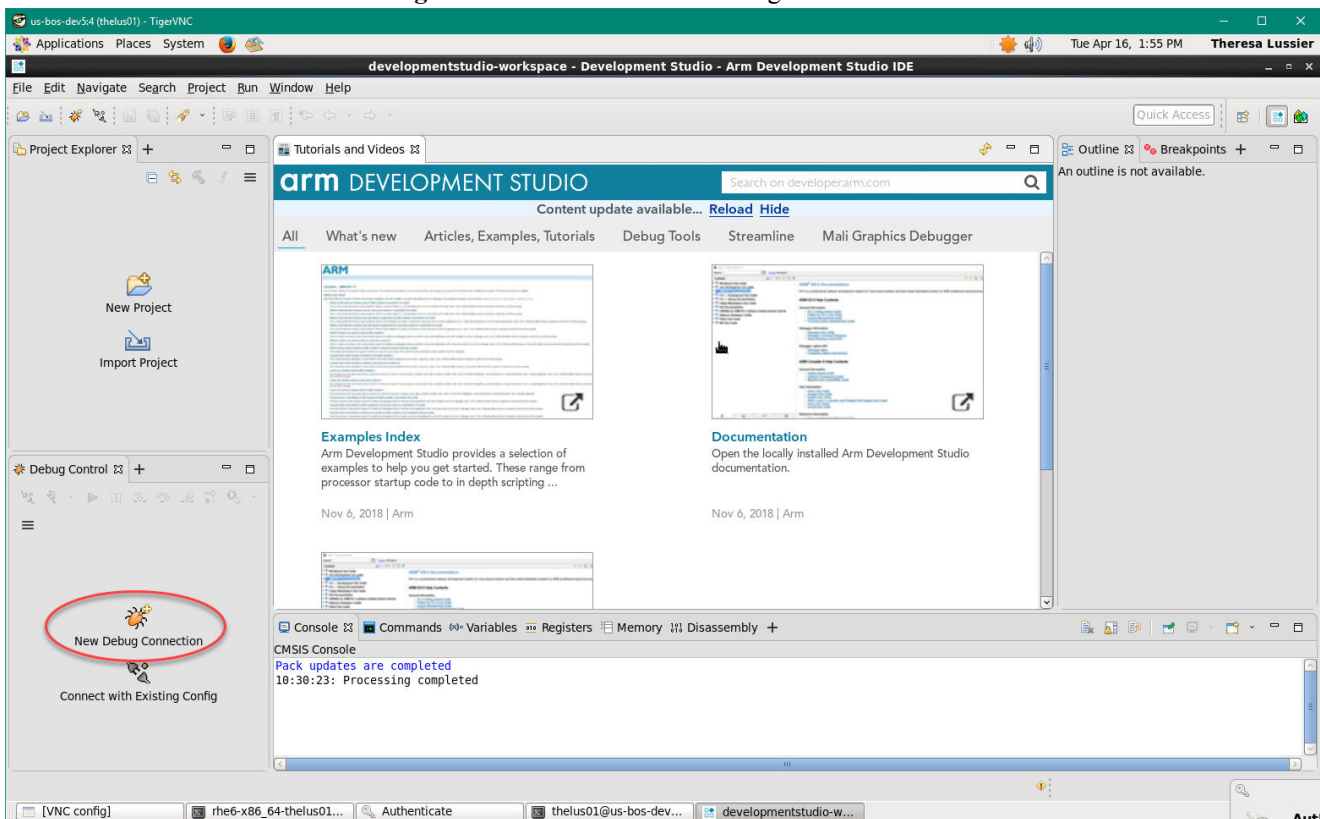 us-bos-dev5:4 (thelus01) - TigerVNC
Applications Places System Tue Apr 16, 1:55 PM Theresa Lussier
developmentstudio-workspace - Development Studio - Arm Development Studio IDE
File Edit Navigate Search Project Run Window Help
Quick Access
Project Explorer
New Project
Import Project
Tutorials and Videos
arm DEVELOPMENT STUDIO
Search on developer.arm.com
Content update available... Reload Hide
All What's new Articles, Examples, Tutorials Debug Tools Streamline Mali Graphics Debugger
ARM
Examples Index
Arm Development Studio provides a selection of
examples to help you get started. These range from
processor startup code to in depth scripting ...
Nov 6, 2018 | Arm
Documentation
Open the locally installed Arm Development Studio
documentation.
Nov 6, 2018 | Arm
Outline Breakpoints
An outline is not available.
Debug Control
New Debug Connection
Connect with Existing Config
Console Commands Variables Registers Memory Disassembly
CMSIS Console
Pack updates are completed
10:30:23: Processing completed
[VNC config] rhe6-x86_64-thelus01... Authenticate thelus01@us-bos-dev... developmentstudio-w...